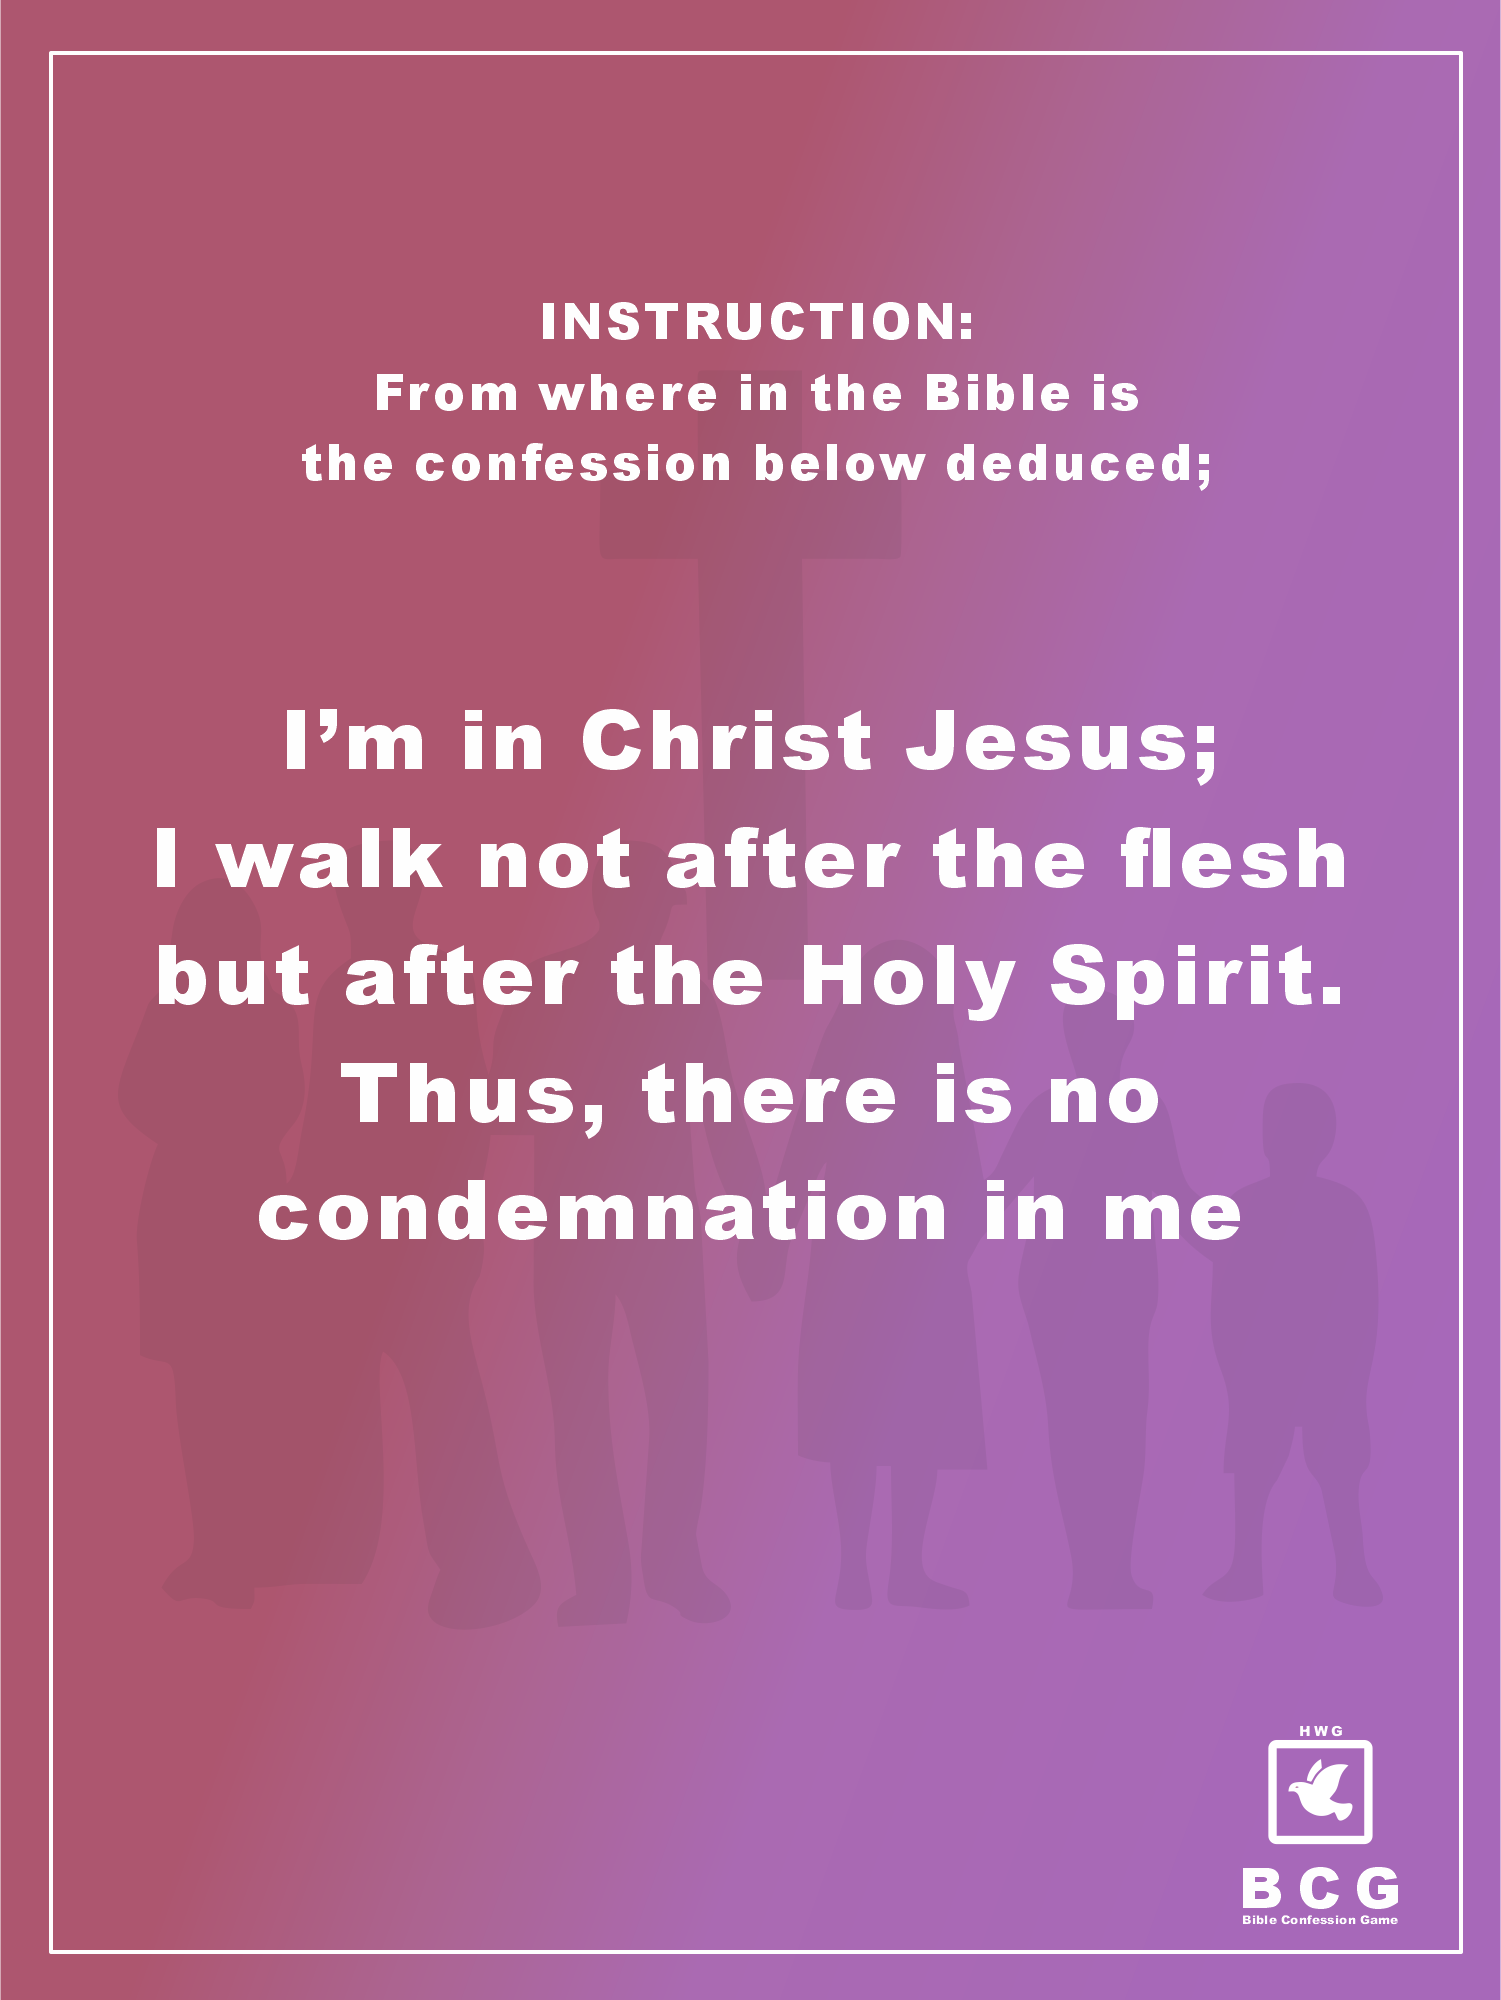 INSTRUCTION:
From where in the Bible is
the confession below deduced;
I’m in Christ Jesus;
I walk not after the flesh
but after the Holy Spirit.
Thus, there is no
condemnation in me
HWG
BCG
Bible Confession Game